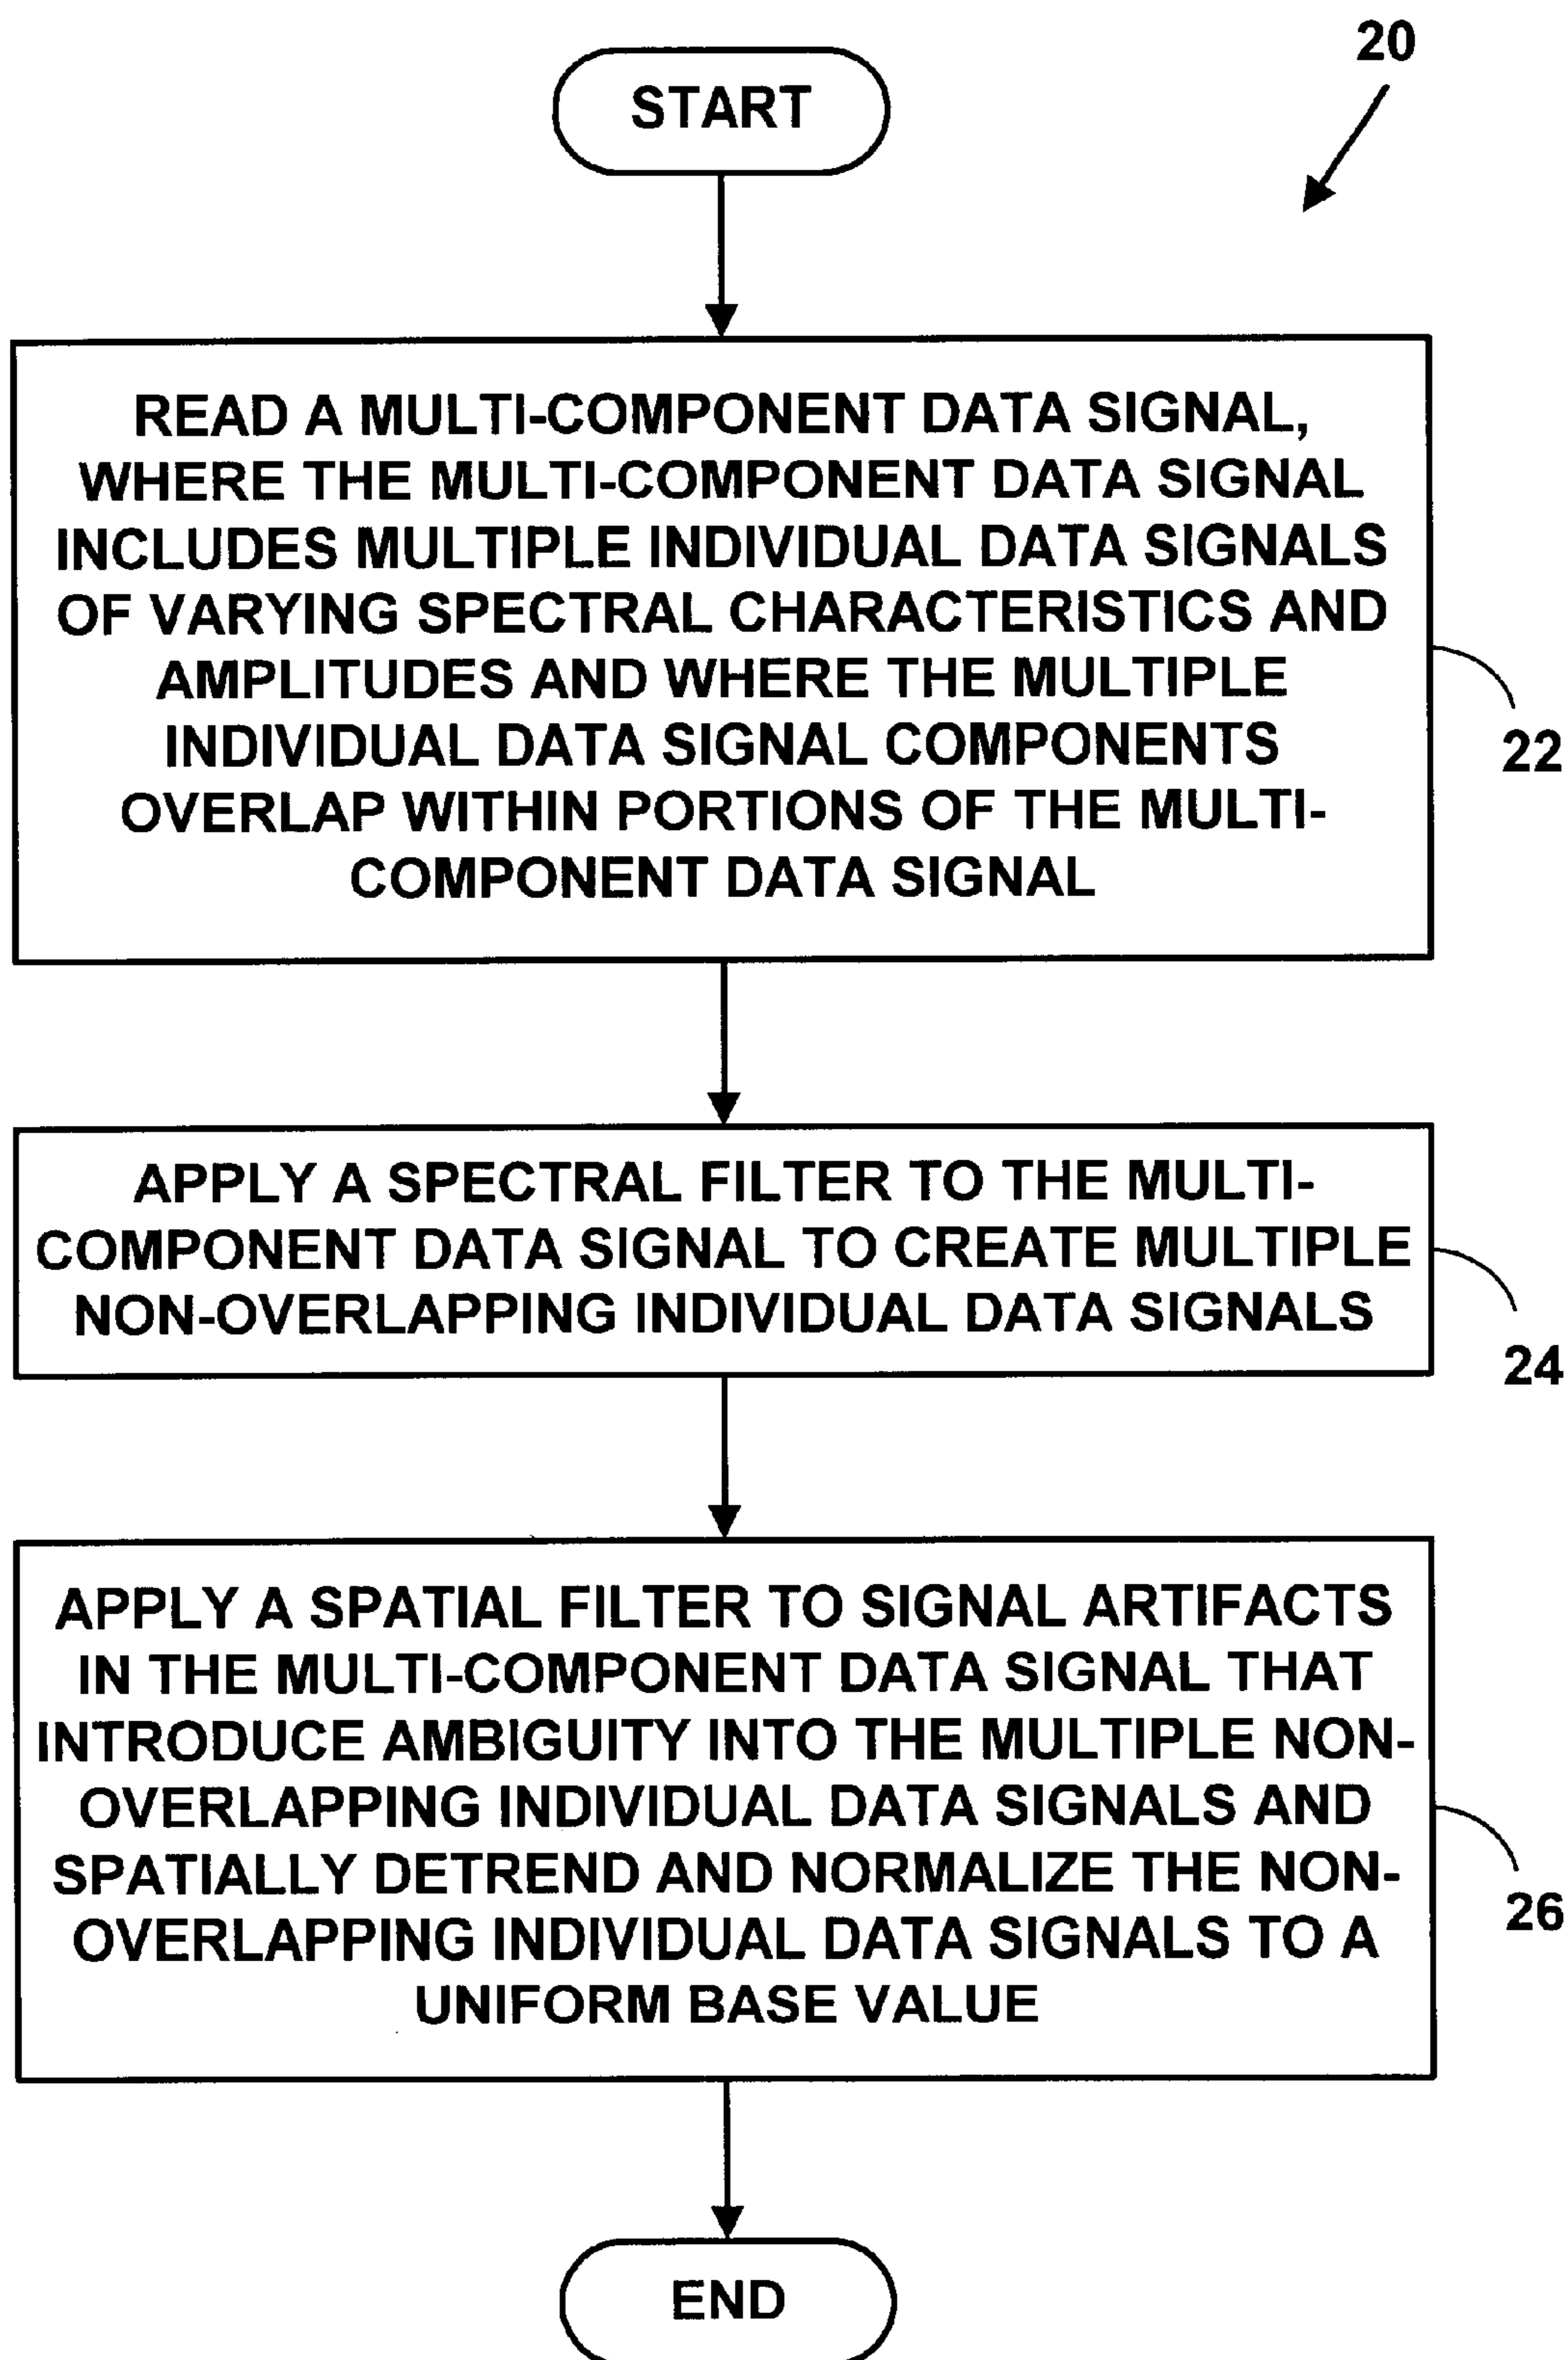 20
START
READ A MULTI-COMPONENT DATA SIGNAL,
WHERE THE MULTI-COMPONENT DATA SIGNAL
INCLUDES MULTIPLE INDIVIDUAL DATA SIGNALS
OF VARYING SPECTRAL CHARACTERISTICS AND
AMPLITUDES AND WHERE THE MULTIPLE
INDIVIDUAL DATA SIGNAL COMPONENTS
OVERLAP WITHIN PORTIONS OF THE MULTI-
COMPONENT DATA SIGNAL
22
APPLY A SPECTRAL FILTER TO THE MULTI-
COMPONENT DATA SIGNAL TO CREATE MULTIPLE
NON-OVERLAPPING INDIVIDUAL DATA SIGNALS
24
APPLY A SPATIAL FILTER TO SIGNAL ARTIFACTS
IN THE MULTI-COMPONENT DATA SIGNAL THAT
INTRODUCE AMBIGUITY INTO THE MULTIPLE NON-
OVERLAPPING INDIVIDUAL DATA SIGNALS AND
SPATIALLY DETREND AND NORMALIZE THE NON-
OVERLAPPING INDIVIDUAL DATA SIGNALS TO A
UNIFORM BASE VALUE
26
END